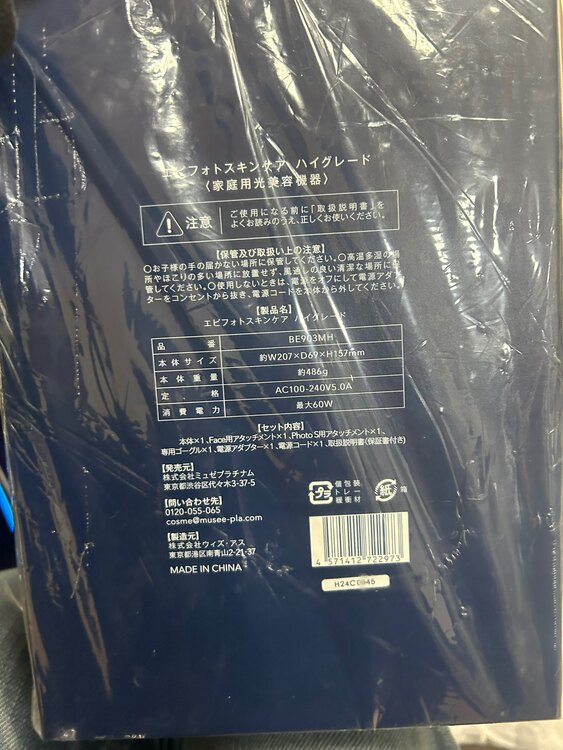 エピフォトスキンケア ハイグレード
〈家庭用光美容機器〉
注意
ご使用になる前に「取扱説明書」を
よくお読みのうえ、正しくお使いください。
【保管及び取扱い上の注意】
○お子様の手の届かない場所に保管してください。○高温多湿の場
所やほこりの多い場所に放置せず、風通しの良い清潔な場所に保
管してください。○使用しないときは、電源をオフにして電源アダプ
ターをコンセントから抜き、電源コードを本体から外してください。
【製品名】
エピフォトスキンケア ハイグレード
品番 BE903MH
本体サイズ 約W207×D69×H157mm
本体重量 約486g
定格 AC100-240V5.0A
消費電力 最大60W
【セット内容】
本体×1、Face用アタッチメント×1、Photo S用アタッチメント×1、
専用ゴーグル×1、電源アダプター×1、電源コード×1、取扱説明書〈保証書付き〉
【発売元】
株式会社ミュゼプラチナム
東京都渋谷区代々木3-37-5
【問い合わせ先】
0120-055-065
cosme@musee-pla.com
【製造元】
株式会社ウィズ・アス
東京都港区南青山2-21-37
MADE IN CHINA
プラ
個包装
トレー
緩衝材
紙
箱
4 571412 722973
H24C0945